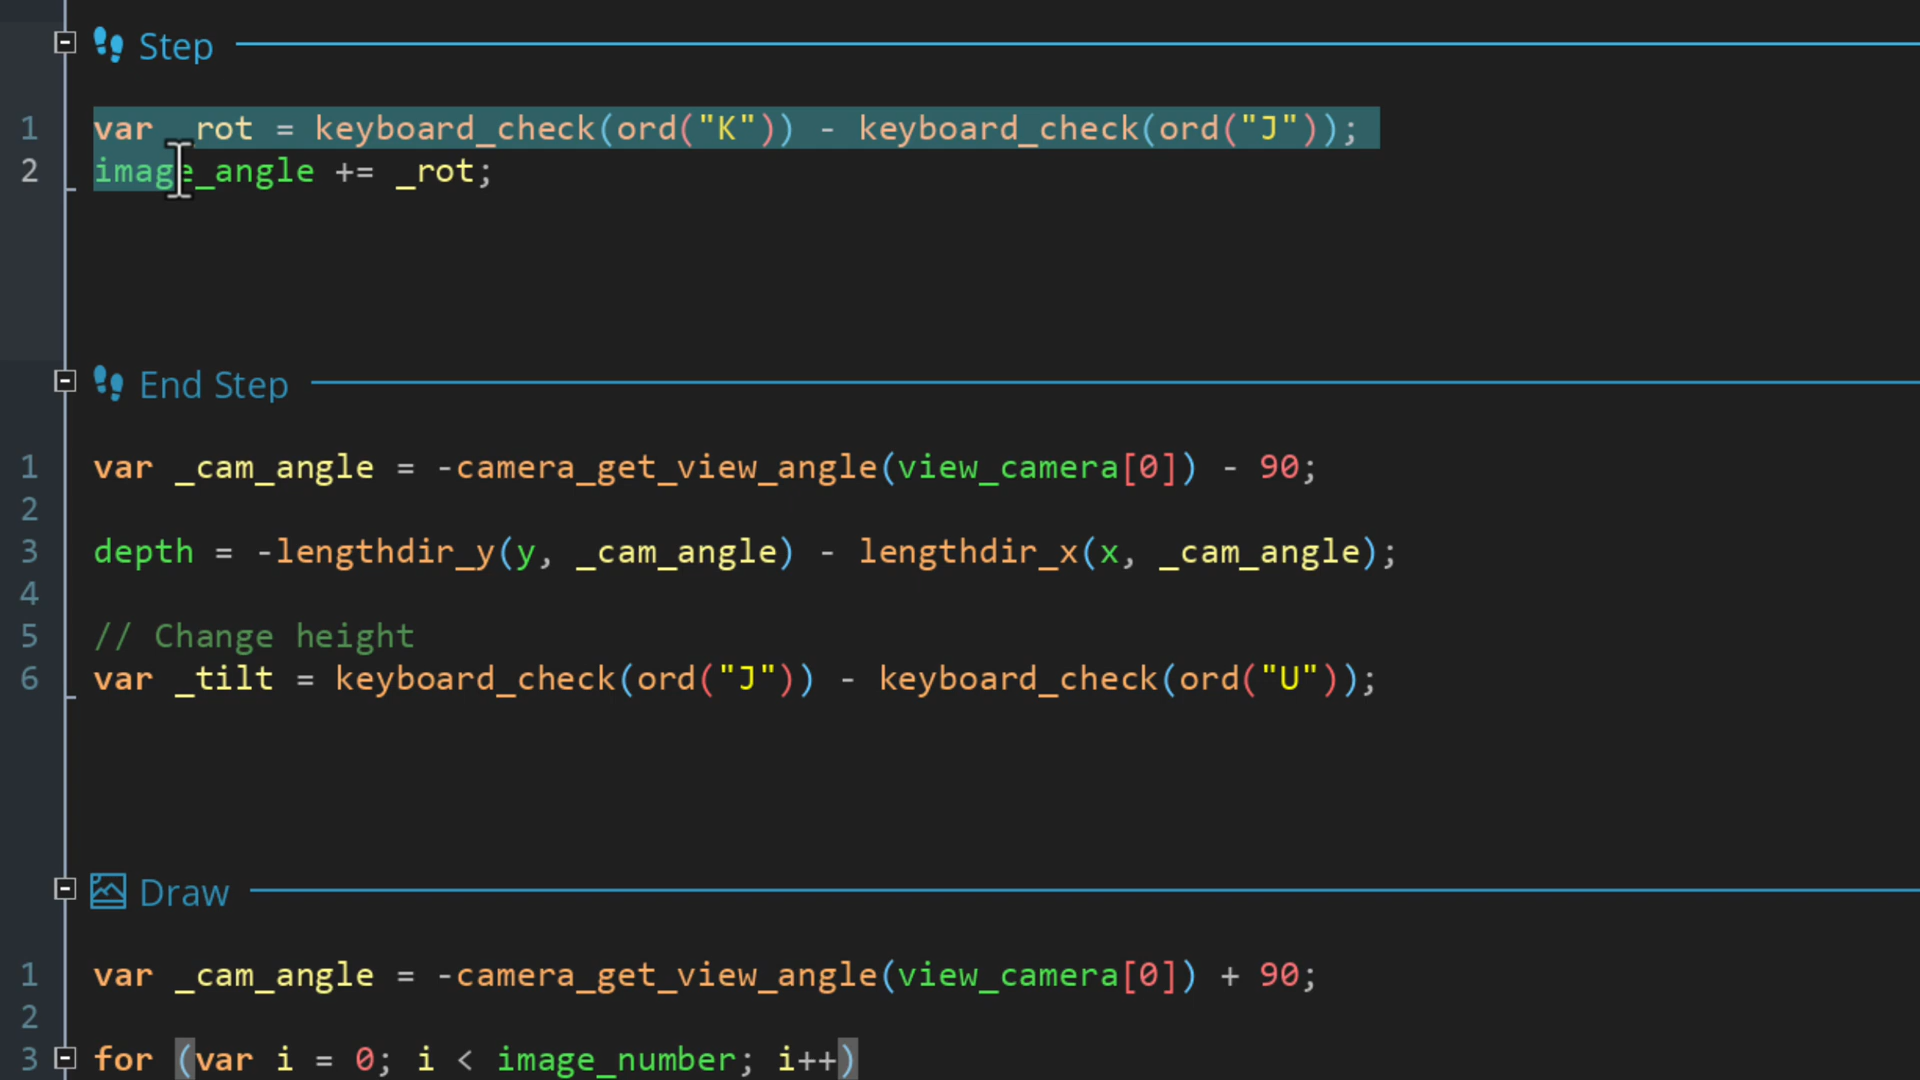 Step
1 var _rot = keyboard_check(ord("K")) - keyboard_check(ord("J"));
2 image_angle += _rot;
End Step
1 var _cam_angle = -camera_get_view_angle(view_camera[0]) - 90;
2
3 depth = -lengthdir_y(y, _cam_angle) - lengthdir_x(x, _cam_angle);
4
5 // Change height
6 var _tilt = keyboard_check(ord("J")) - keyboard_check(ord("U"));
Draw
1 var _cam_angle = -camera_get_view_angle(view_camera[0]) + 90;
2
3 for (var i = 0; i < image_number; i++)